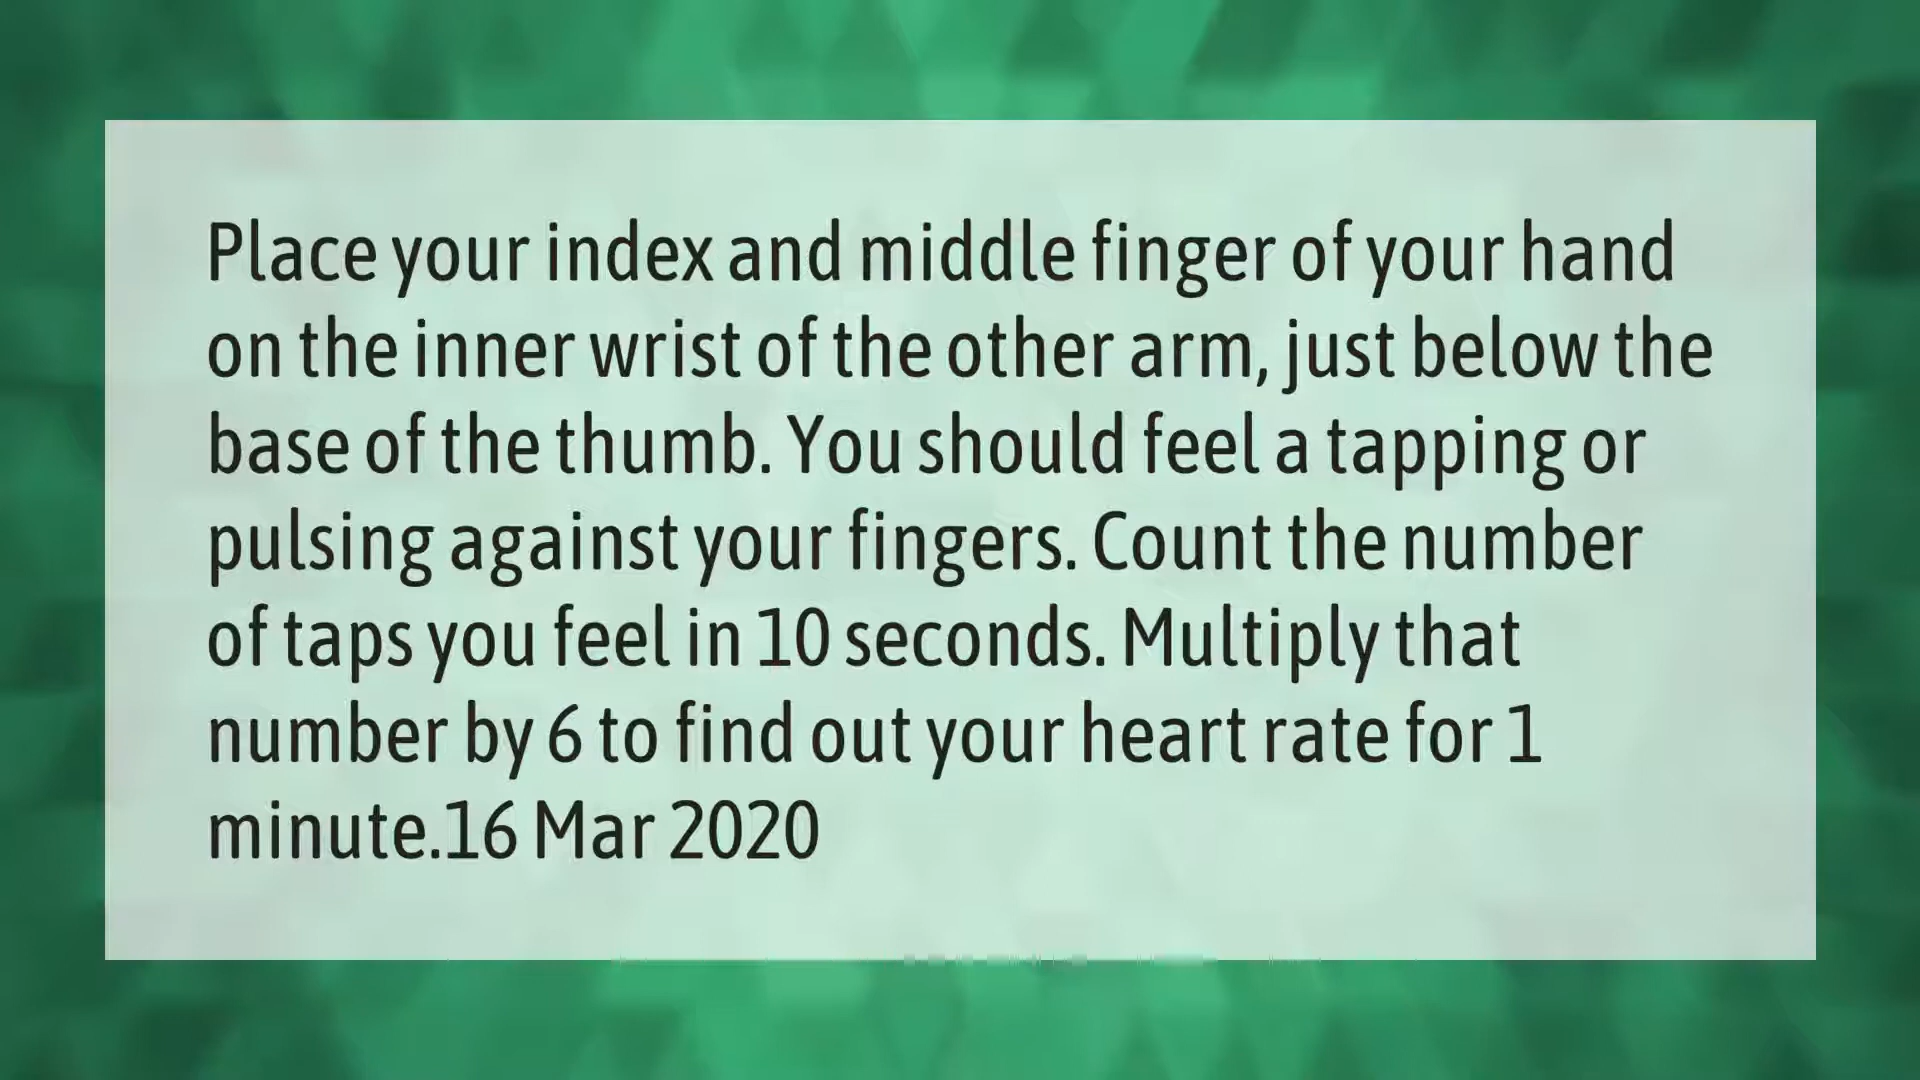 Place your index and middle finger of your hand
on the inner wrist of the other arm, just below the
base of the thumb. You should feel a tapping or
pulsing against your fingers. Count the number
of taps you feel in 10 seconds. Multiply that
number by 6 to find out your heart rate for 1
minute.16 Mar 2020